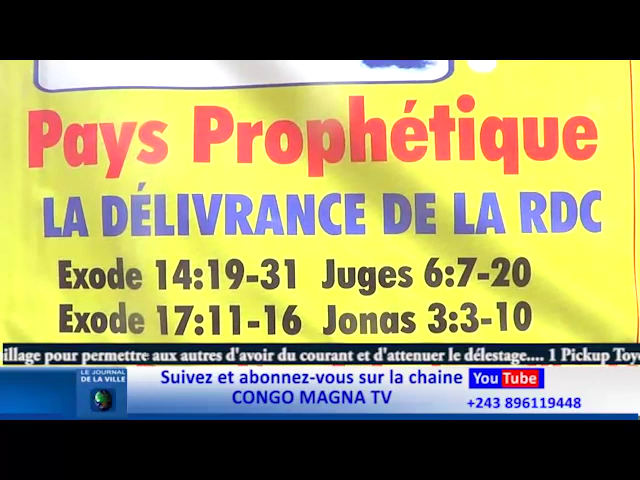 Pays Prophétique
LA DÉLIVRANCE DE LA RDC
Exode 14:19-31 Juges 6:7-20
Exode 17:11-16 Jonas 3:3-10
illage pour permettre aux autres d'avoir du courant et d'attenuer le délestage.... 1 Pickup Toy
LE JOURNAL
DE LA VILLE
Suivez et abonnez-vous sur la chaine YouTube
CONGO MAGNA TV
+243 896119448